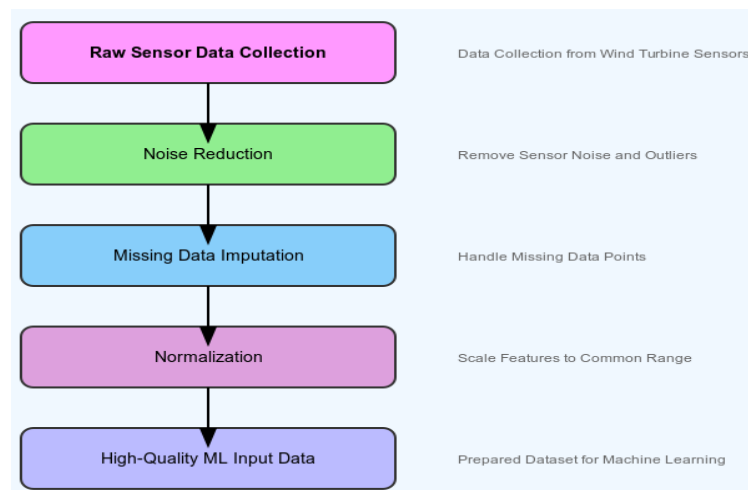 Raw Sensor Data Collection
Data Collection from Wind Turbine Sensors
Noise Reduction
Remove Sensor Noise and Outliers
Missing Data Imputation
Handle Missing Data Points
Normalization
Scale Features to Common Range
High-Quality ML Input Data
Prepared Dataset for Machine Learning